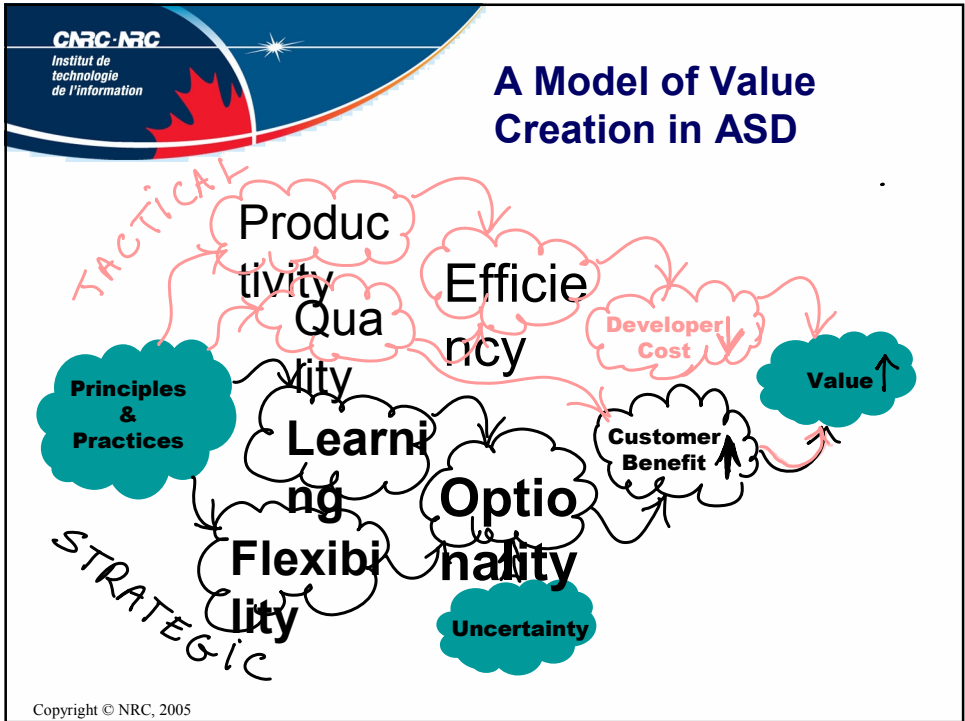 CNRC·NRC
Institut de
technologie
de l'information
A Model of Value
Creation in ASD
TACTICAL
Produc
tivity
Efficie
ncy
Qua
lity
Developer
Cost
Value
Principles
&
Practices
Customer
Benefit
Learni
ng
Optio
nality
Flexibi
lity
Uncertainty
STRATEGIC
Copyright © NRC, 2005